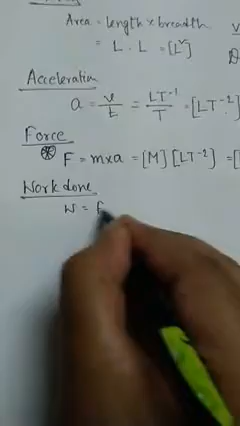 Area = length × breadth
= L . L = [L²]
Acceleration
a = v/t = LT⁻¹/T = [LT⁻²
Force
F = m×a = [M] [LT⁻²] = [
Work done
W = F